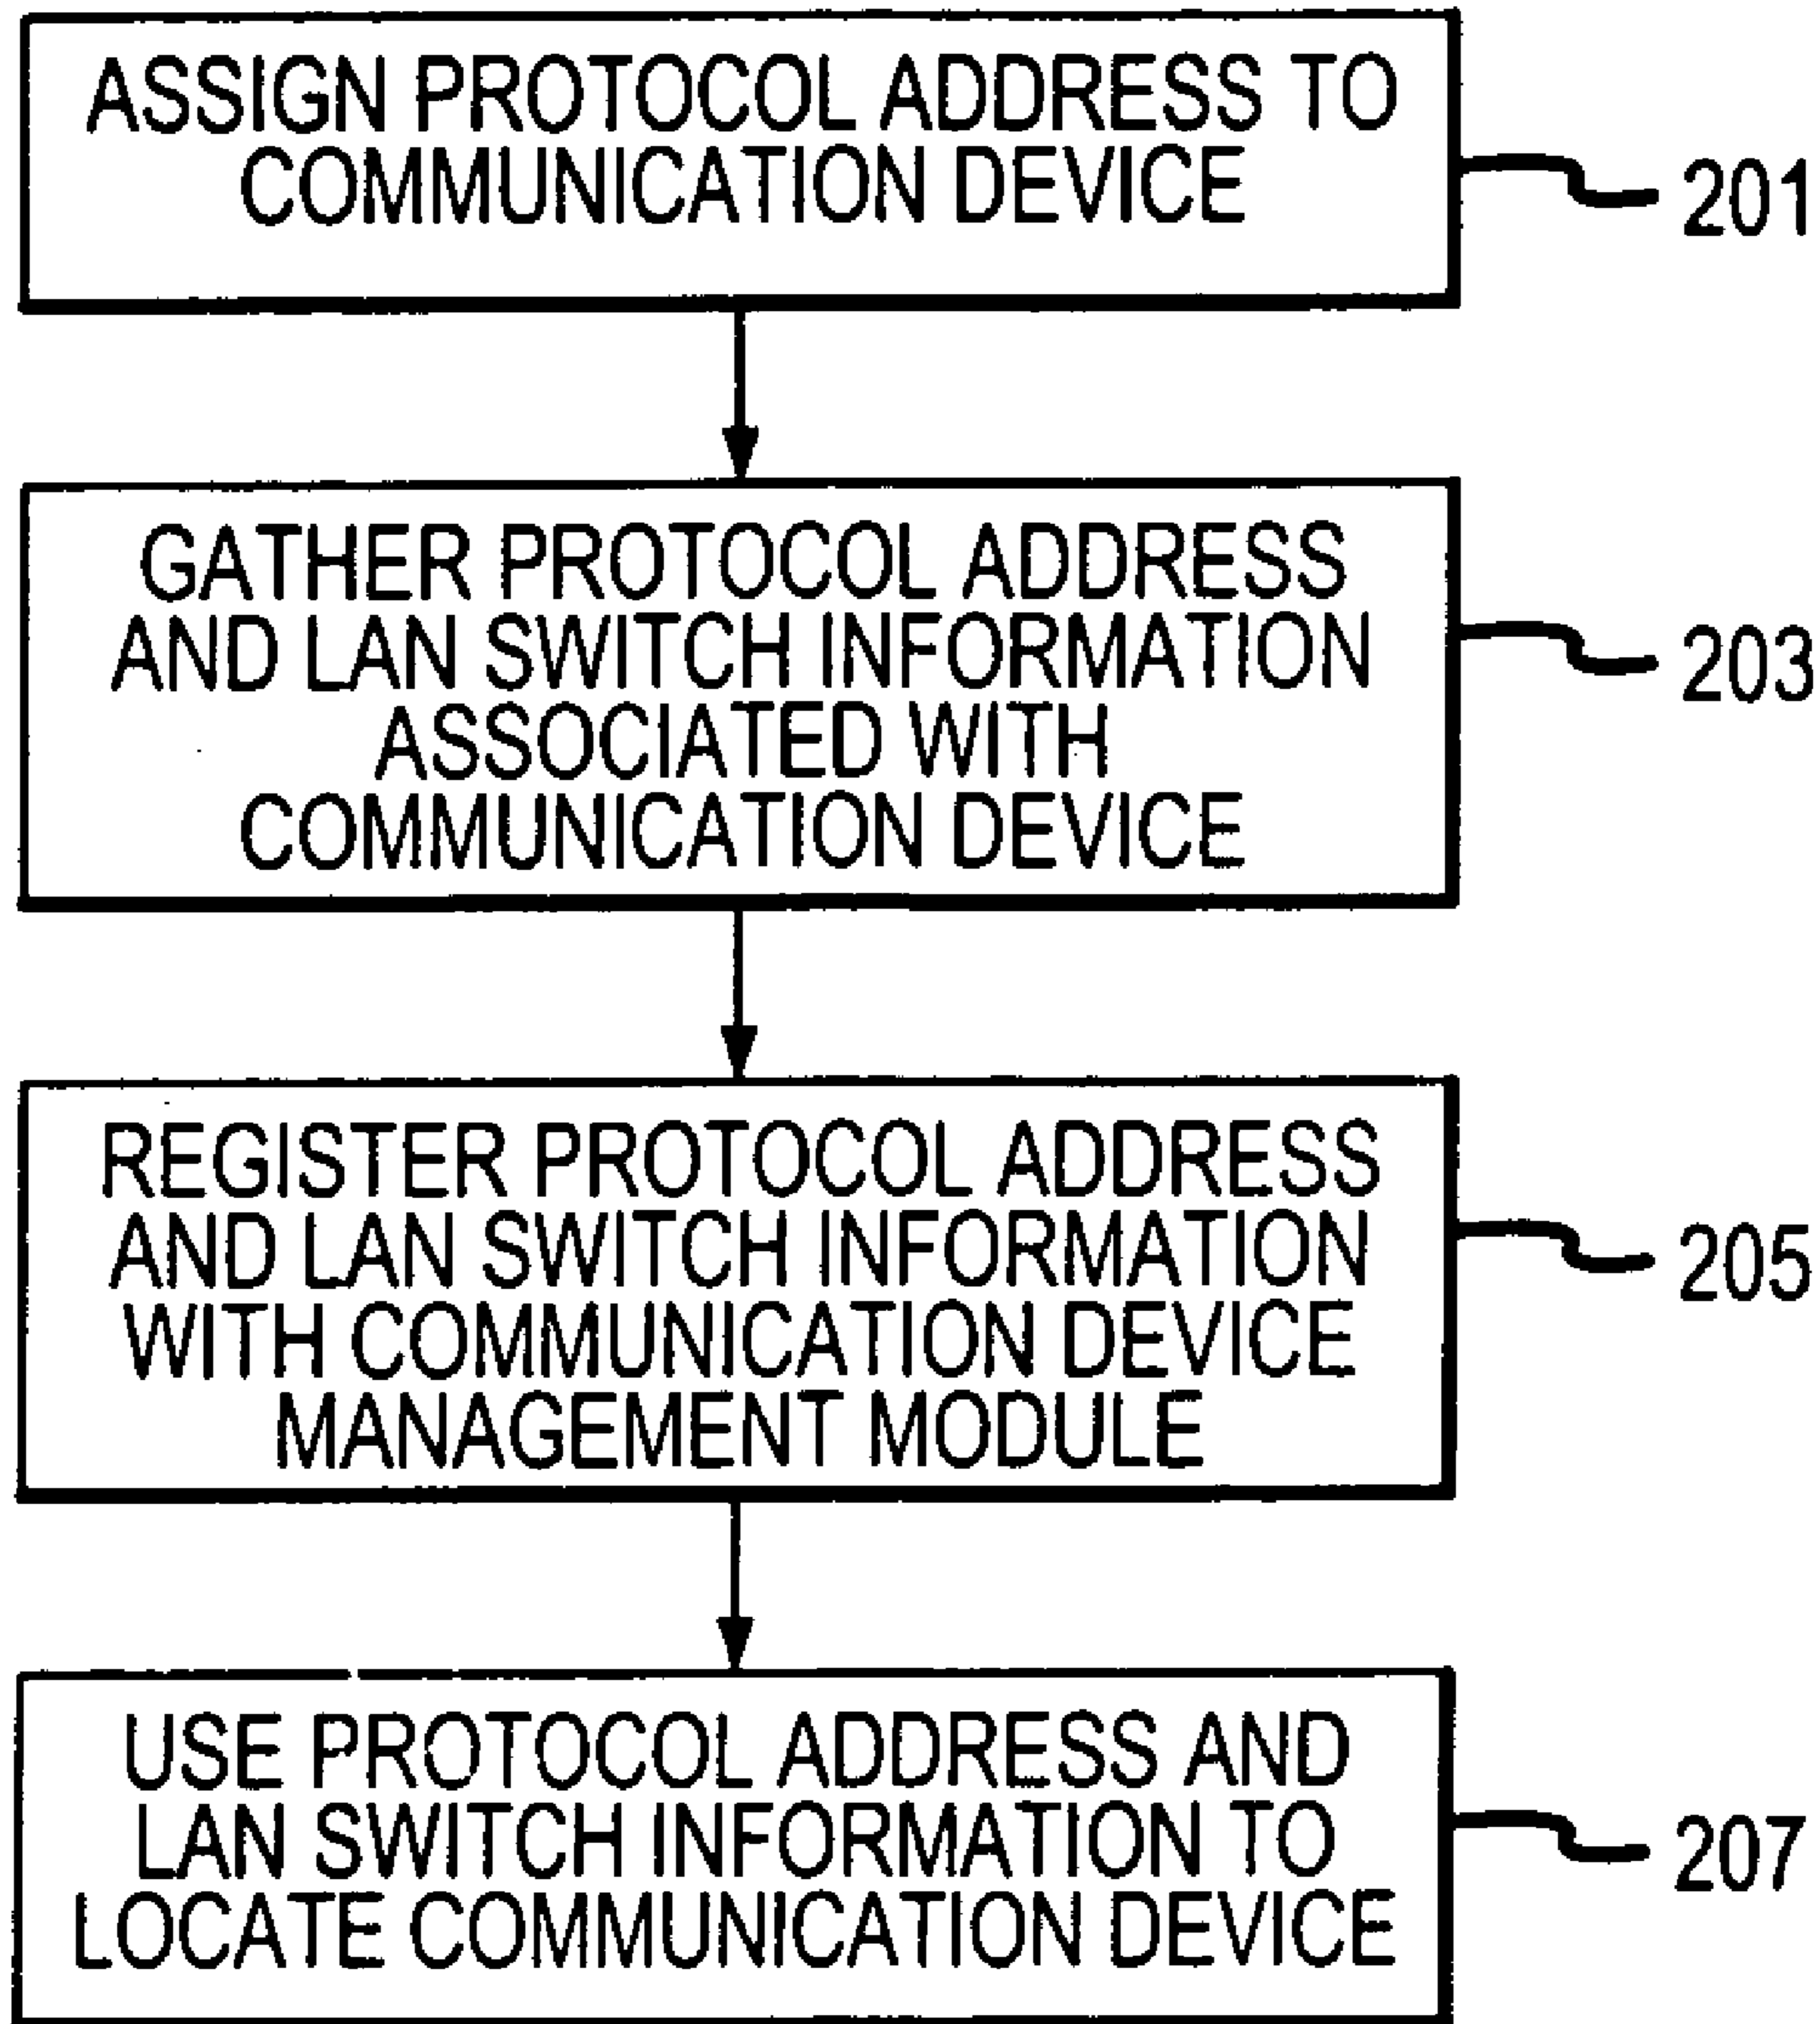 ASSIGN PROTOCOL ADDRESS TO
COMMUNICATION DEVICE
201
GATHER PROTOCOL ADDRESS
AND LAN SWITCH INFORMATION
ASSOCIATED WITH
COMMUNICATION DEVICE
203
REGISTER PROTOCOL ADDRESS
AND LAN SWITCH INFORMATION
WITH COMMUNICATION DEVICE
MANAGEMENT MODULE
205
USE PROTOCOL ADDRESS AND
LAN SWITCH INFORMATION TO
LOCATE COMMUNICATION DEVICE
207